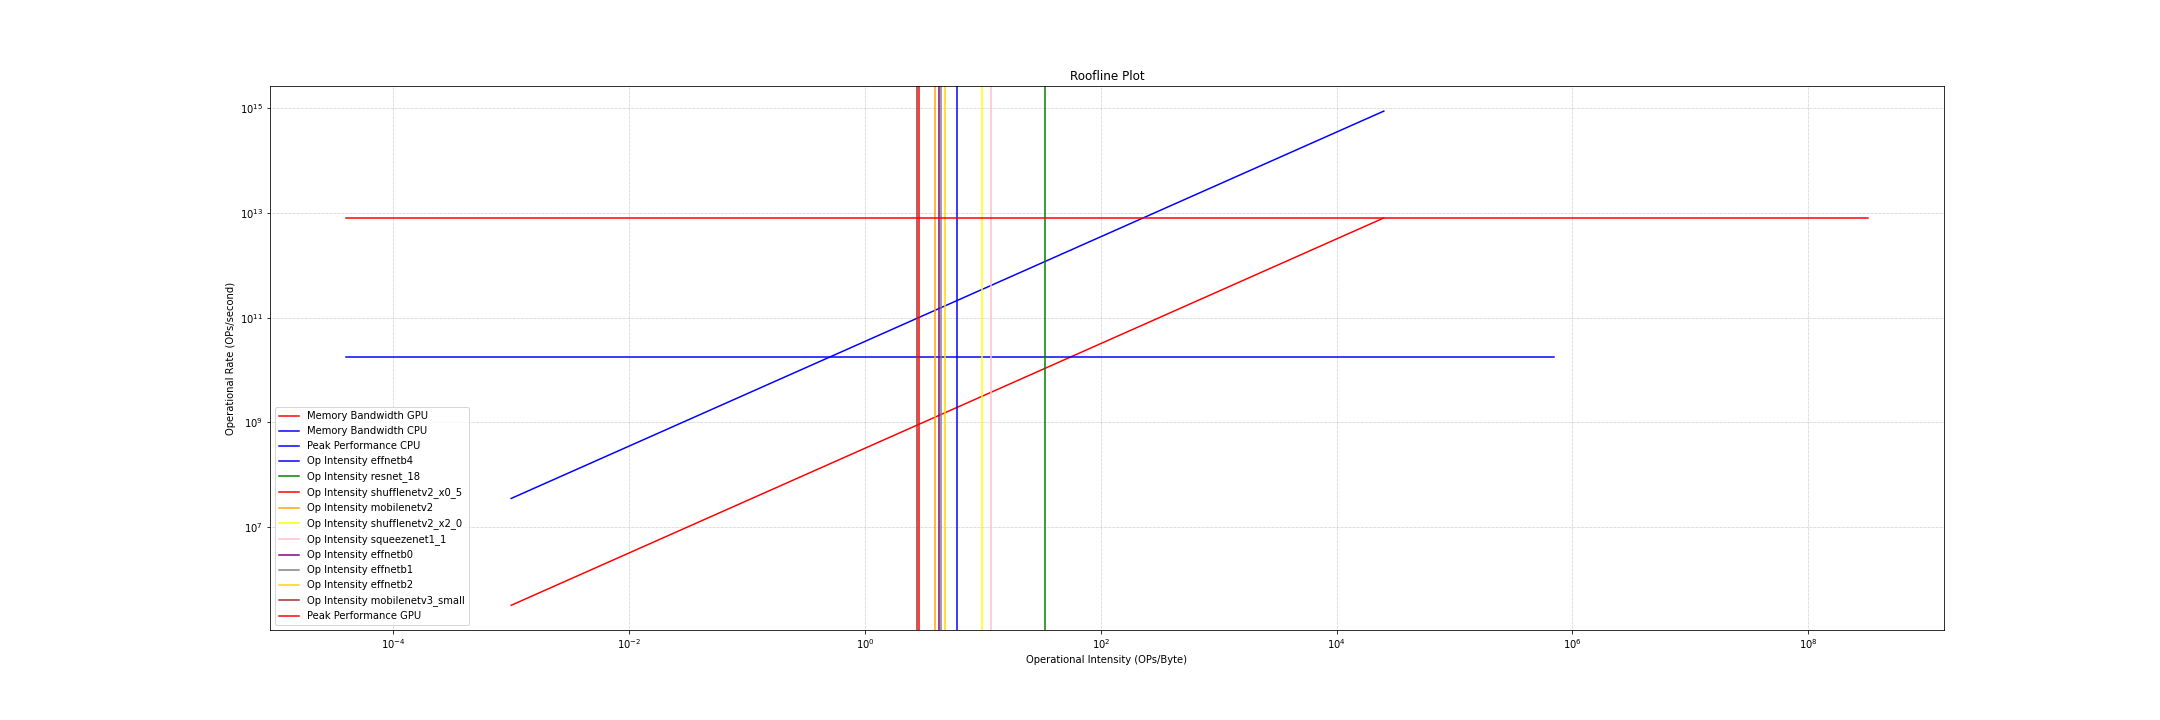 Roofline Plot
Operational Rate (OPs/second)
10^15
10^13
10^11
10^9
10^7
Memory Bandwidth GPU
Memory Bandwidth CPU
Peak Performance CPU
Op Intensity effnetb4
Op Intensity resnet_18
Op Intensity shufflenetv2_x0_5
Op Intensity mobilenetv2
Op Intensity shufflenetv2_x2_0
Op Intensity squeezenet1_1
Op Intensity effnetb0
Op Intensity effnetb1
Op Intensity effnetb2
Op Intensity mobilenetv3_small
Peak Performance GPU
10^-4 10^-2 10^0 10^2 10^4 10^6 10^8
Operational Intensity (OPs/Byte)